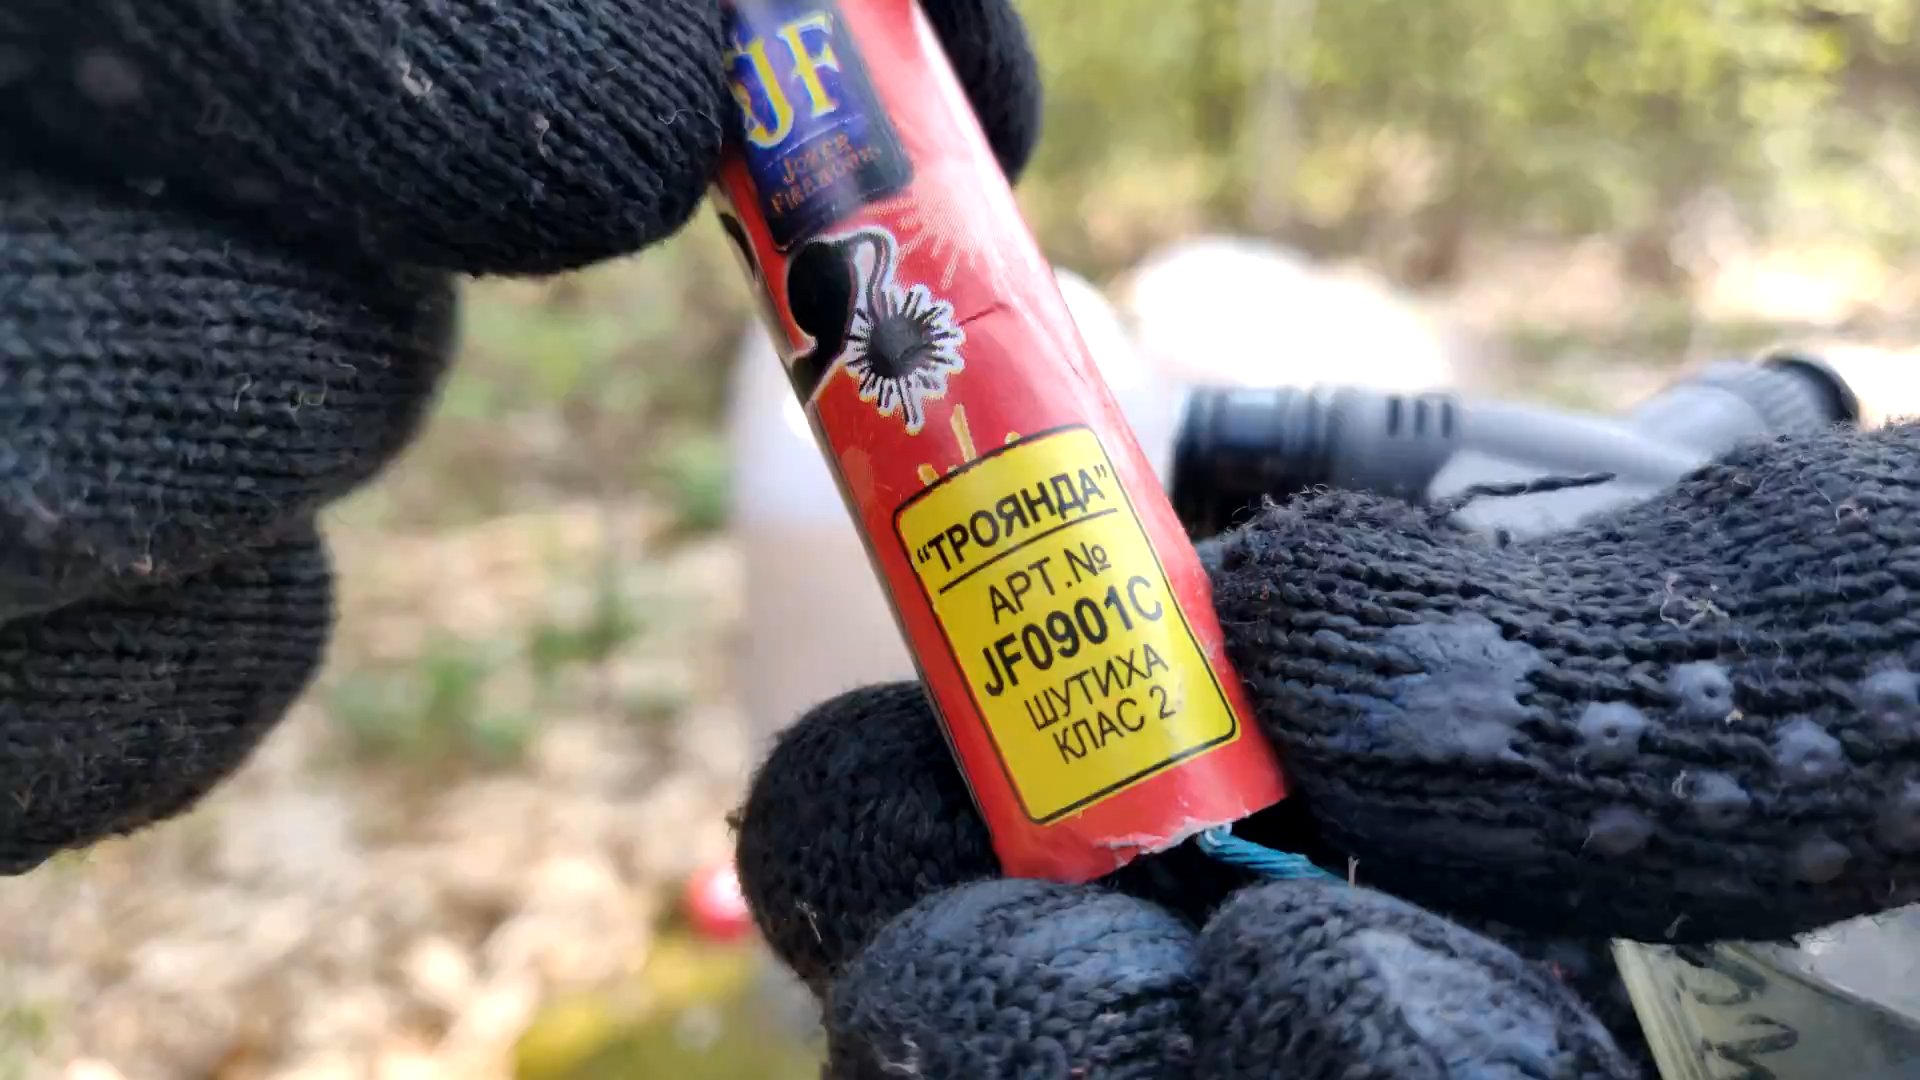 JF
JOKER
FIREWORKS
“ТРОЯНДА”
АРТ.№
JF0901C
ШУТИХА
КЛАС 2.